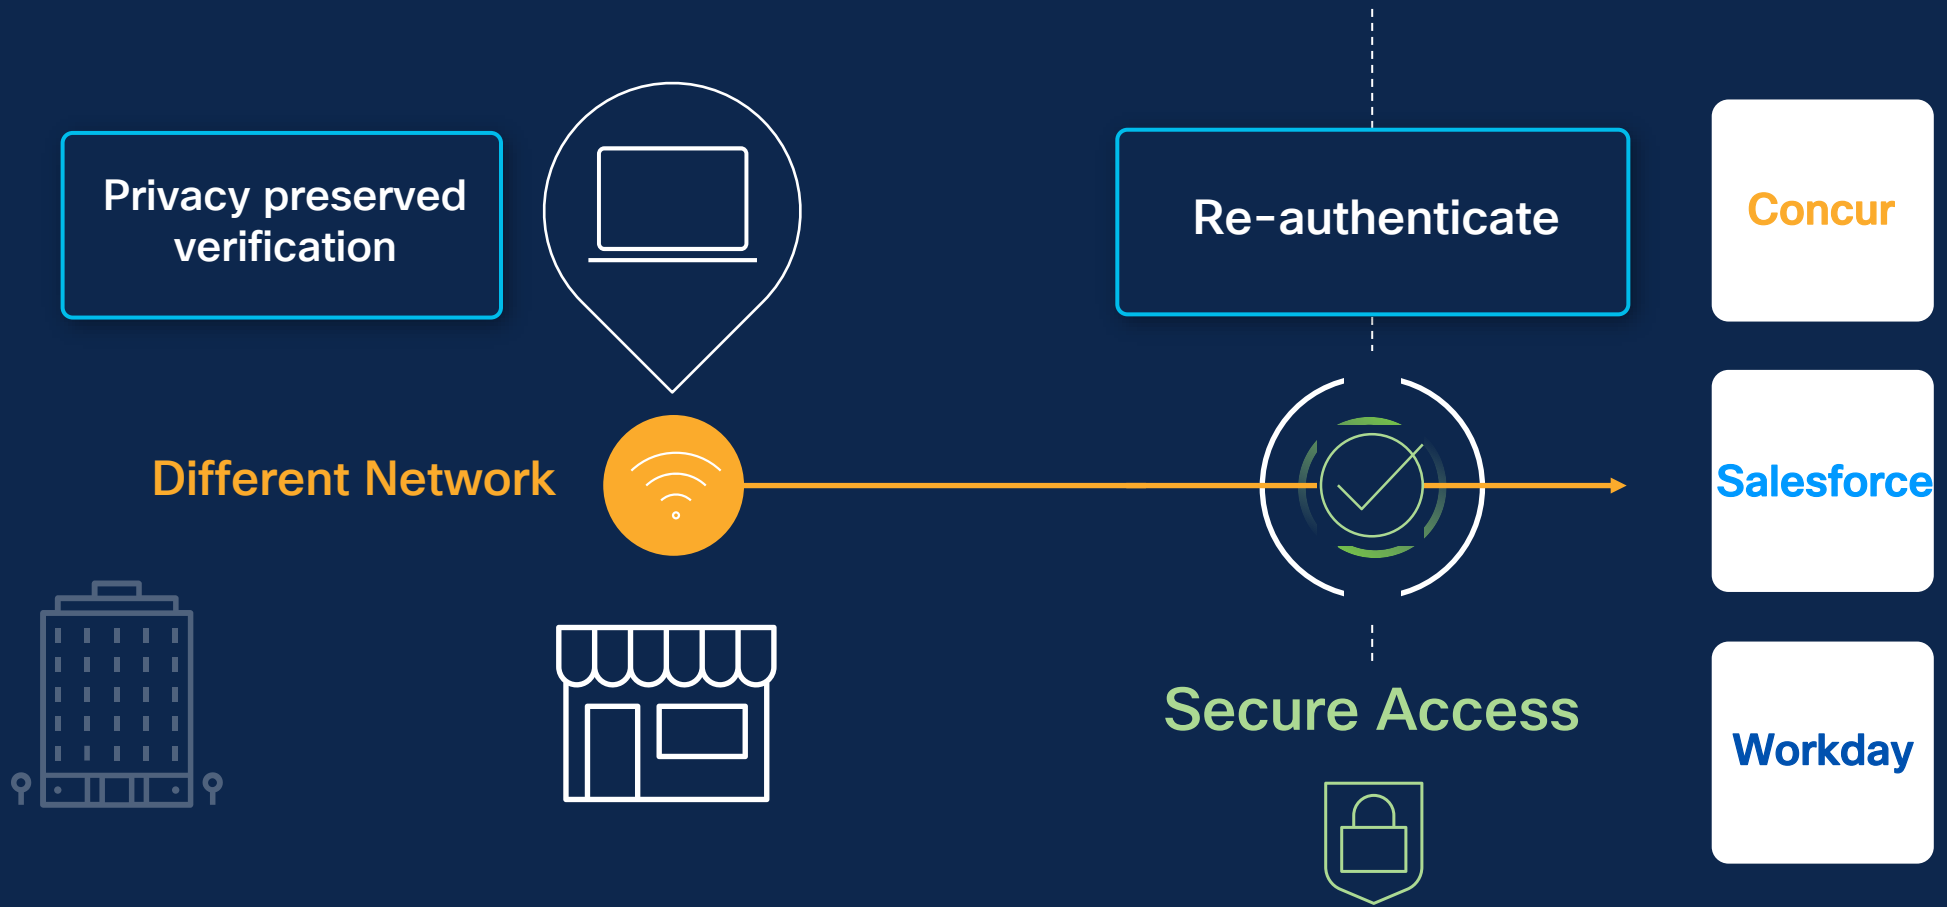 Privacy preserved
verification
Different Network
Re-authenticate
Secure Access
Concur
Salesforce
Workday